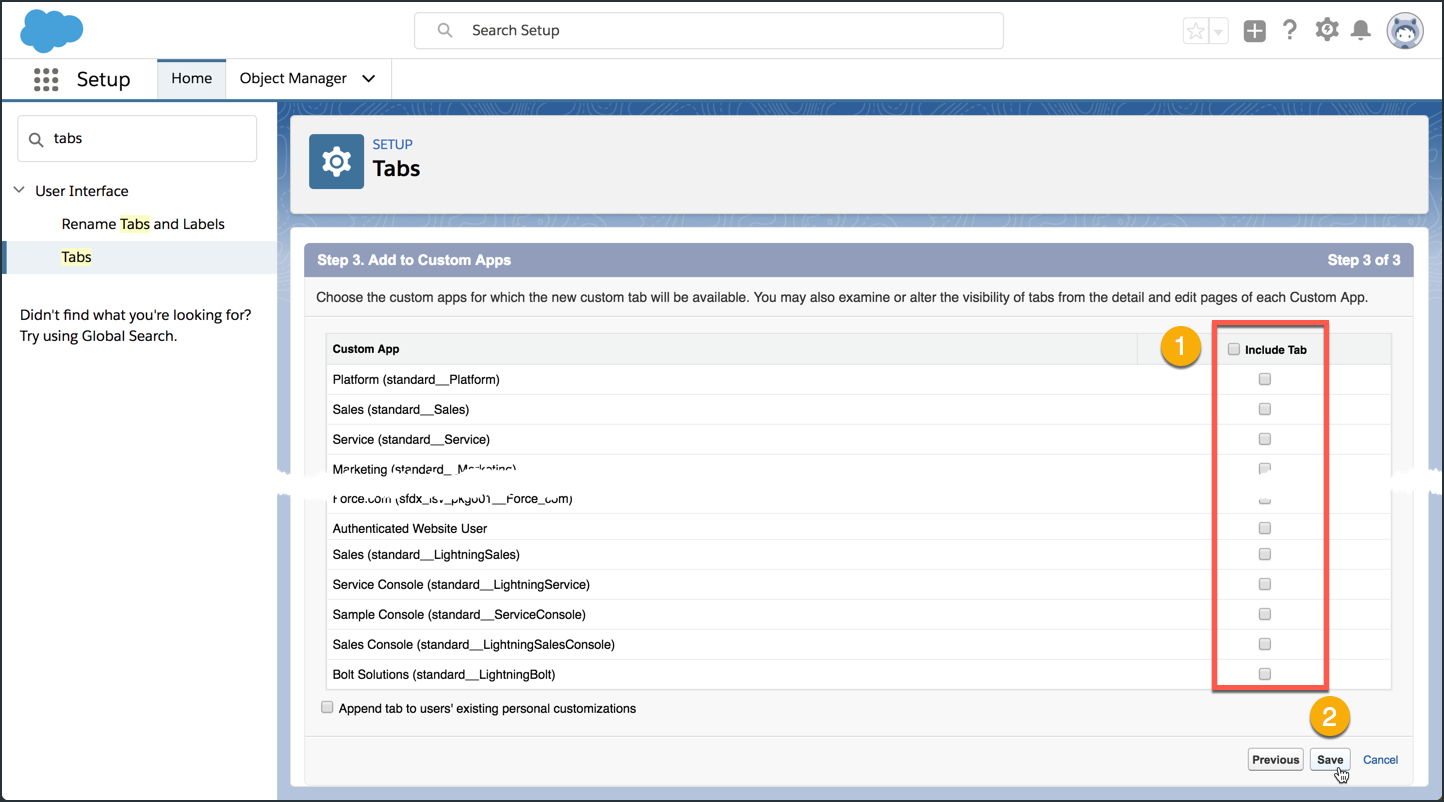 Search Setup
Setup
Home
Object Manager
tabs
User Interface
Rename Tabs and Labels
Tabs
Didn't find what you're looking for?
Try using Global Search.
SETUP
Tabs
Step 3. Add to Custom Apps
Step 3 of 3
Choose the custom apps for which the new custom tab will be available. You may also examine or alter the visibility of tabs from the detail and edit pages of each Custom App.
Custom App
1
Include Tab
Platform (standard__Platform)
Sales (standard__Sales)
Service (standard__Service)
Marketing (standard__Marketing)
Force.com (sfdx_isv_pkg001__Force_com)
Authenticated Website User
Sales (standard__LightningSales)
Service Console (standard__LightningService)
Sample Console (standard__ServiceConsole)
Sales Console (standard__LightningSalesConsole)
Bolt Solutions (standard__LightningBolt)
Append tab to users' existing personal customizations
2
Previous
Save
Cancel